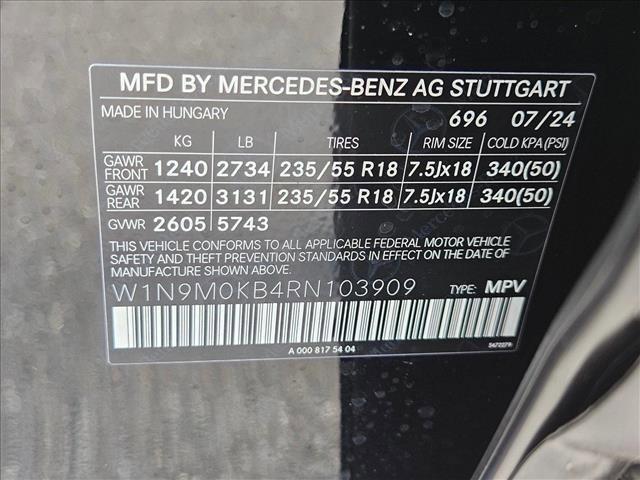 MFD BY MERCEDES-BENZ AG STUTTGART
MADE IN HUNGARY 696 07/24
KG LB TIRES RIM SIZE COLD KPA(PSI)
GAWR FRONT 1240 2734 235/55 R18 7.5Jx18 340(50)
GAWR REAR 1420 3131 235/55 R18 7.5Jx18 340(50)
GVWR 2605 5743
THIS VEHICLE CONFORMS TO ALL APPLICABLE FEDERAL MOTOR VEHICLE
SAFETY AND THEFT PREVENTION STANDARDS IN EFFECT ON THE DATE OF
MANUFACTURE SHOWN ABOVE.
W1N9M0KB4RN103909 TYPE: MPV
A 000 817 54 04